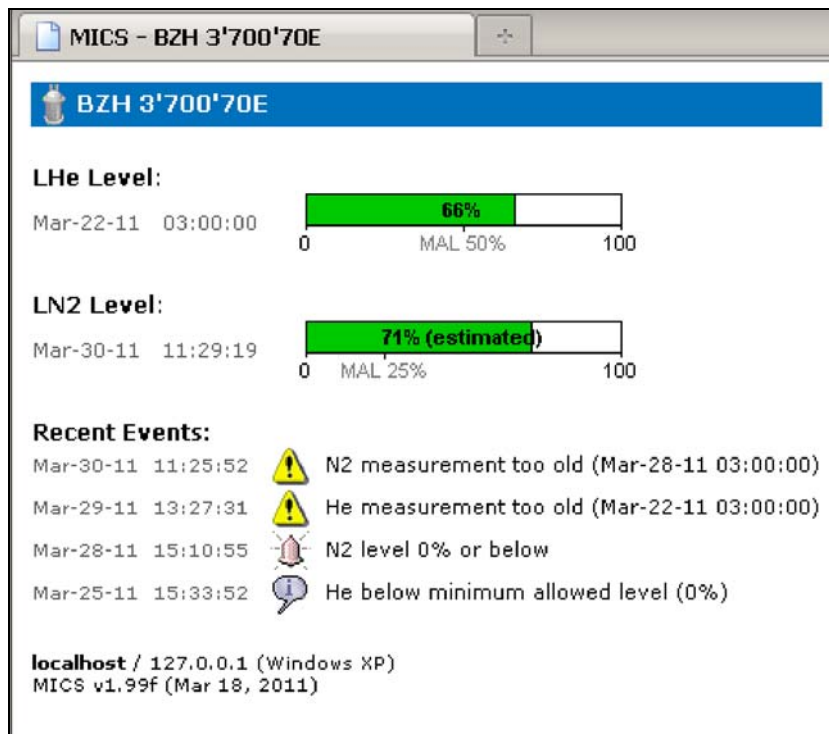 MICS - BZH 3'700'70E
BZH 3'700'70E
LHe Level:
Mar-22-11 03:00:00
66%
0 MAL 50% 100
LN2 Level:
Mar-30-11 11:29:19
71% (estimated)
0 MAL 25% 100
Recent Events:
Mar-30-11 11:25:52 N2 measurement too old (Mar-28-11 03:00:00)
Mar-29-11 13:27:31 He measurement too old (Mar-22-11 03:00:00)
Mar-28-11 15:10:55 N2 level 0% or below
Mar-25-11 15:33:52 He below minimum allowed level (0%)
localhost / 127.0.0.1 (Windows XP)
MICS v1.99f (Mar 18, 2011)